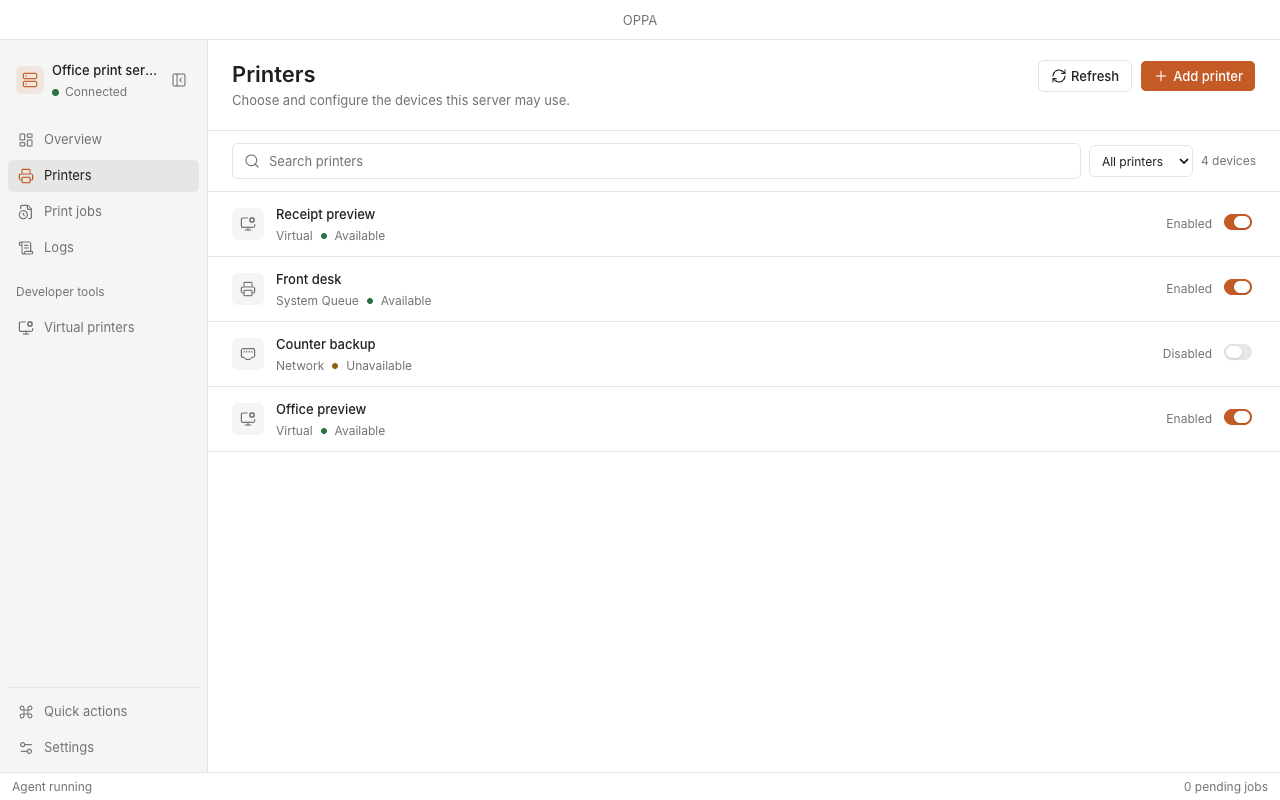 OPPA
Office print ser...
Connected
Overview
Printers
Print jobs
Logs
Developer tools
Virtual printers
Quick actions
Settings
Printers
Choose and configure the devices this server may use.
Refresh
Add printer
Search printers
All printers
4 devices
Receipt preview
Virtual Available
Enabled
Front desk
System Queue Available
Enabled
Counter backup
Network Unavailable
Disabled
Office preview
Virtual Available
Enabled
Agent running
0 pending jobs